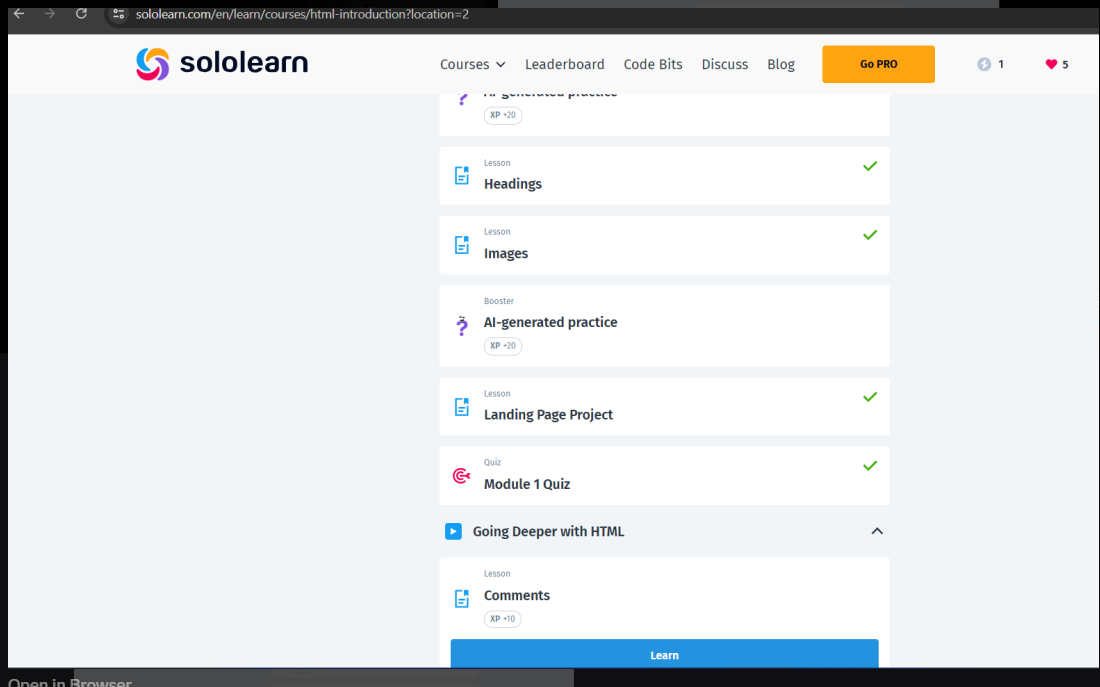 sololearn.com/en/learn/courses/html-introduction?location=2
sololearn
Courses
Leaderboard
Code Bits
Discuss
Blog
Go PRO
1
5
AI-generated practice
XP +20
Lesson
Headings
Lesson
Images
Booster
AI-generated practice
XP +20
Lesson
Landing Page Project
Quiz
Module 1 Quiz
Going Deeper with HTML
Lesson
Comments
XP +10
Learn
Open in Browser